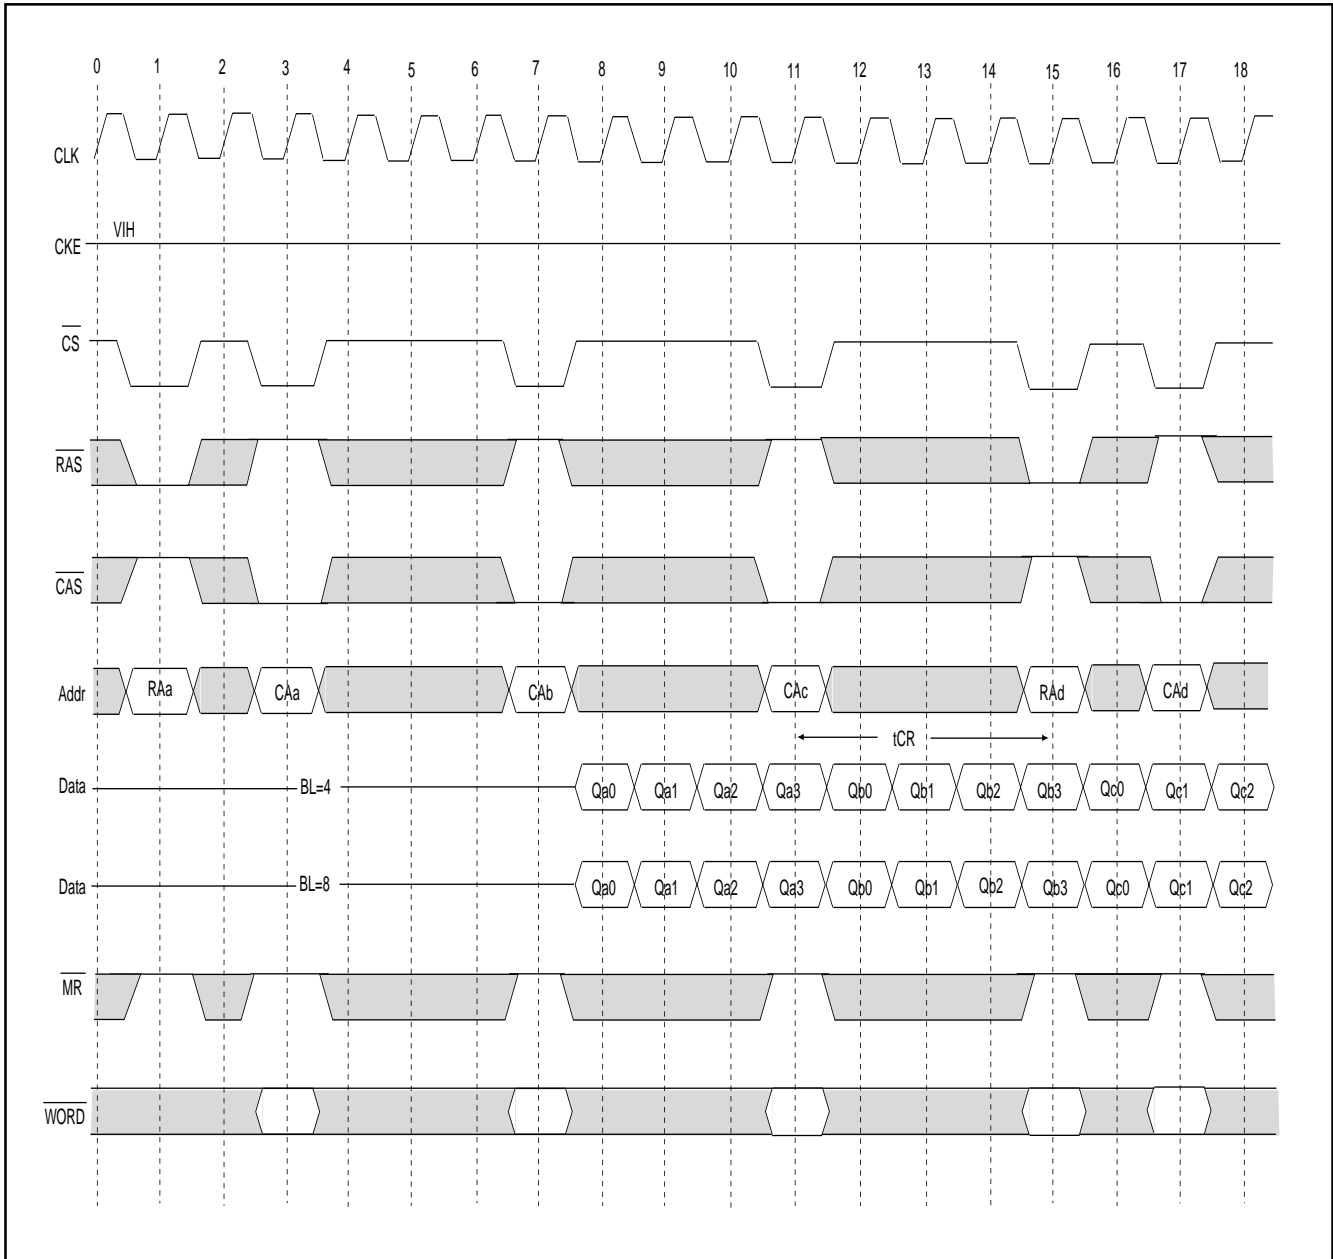 0 1 2 3 4 5 6 7 8 9 10 11 12 13 14 15 16 17 18
CLK
VIH
CKE
CS
RAS
CAS
Addr RAa CAa CAb CAc RAd CAd
tCR
Data BL=4 Qa0 Qa1 Qa2 Qa3 Qb0 Qb1 Qb2 Qb3 Qc0 Qc1 Qc2
Data BL=8 Qa0 Qa1 Qa2 Qa3 Qb0 Qb1 Qb2 Qb3 Qc0 Qc1 Qc2
MR
WORD